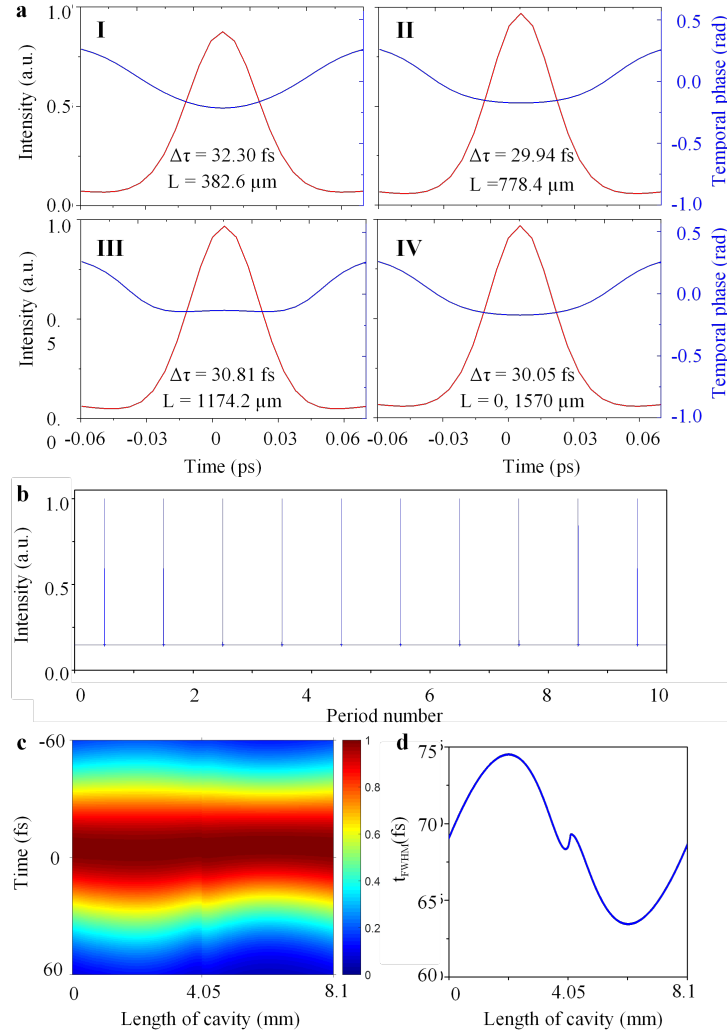 a
I
II
1.0
0.5
0.0
Intensity (a.u.)
Δτ = 32.30 fs
L = 382.6 μm
Δτ = 29.94 fs
L =778.4 μm
0.5
0.0
-0.5
-1.0
Temporal phase (rad)
III
IV
1.0
0.
5
0.
0
Intensity (a.u.)
Δτ = 30.81 fs
L = 1174.2 μm
Δτ = 30.05 fs
L = 0, 1570 μm
0.5
0.0
-0.5
-1.0
Temporal phase (rad)
-0.06 -0.03 0 0.03 0.06
-0.03 0 0.03 0.06
Time (ps)
Time (ps)
b
1.0
0.5
0.0
Intensity (a.u.)
0 2 4 6 8 10
Period number
c
-60
0
60
Time (fs)
0 4.05 8.1
Length of cavity (mm)
1
0.8
0.6
0.4
0.2
0
d
75
70
65
60
tFWHM(fs)
0 4.05 8.1
Length of cavity (mm)